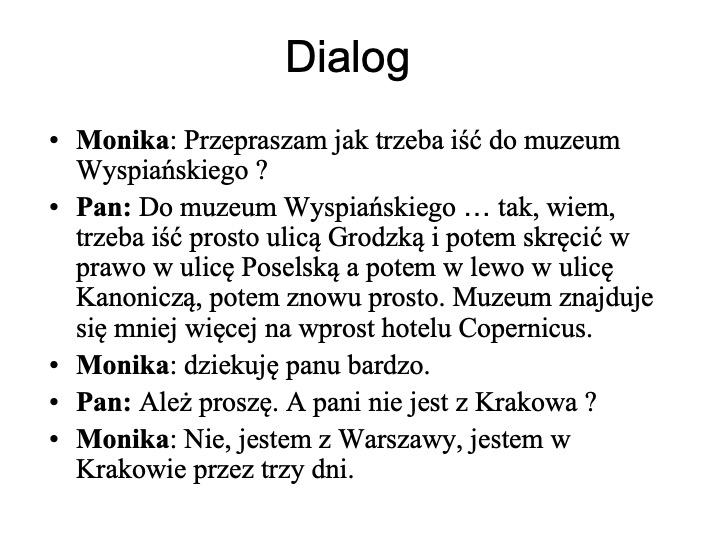 Dialog
• Monika: Przepraszam jak trzeba iść do muzeum
Wyspiańskiego ?
• Pan: Do muzeum Wyspiańskiego … tak, wiem,
trzeba iść prosto ulicą Grodzką i potem skręcić w
prawo w ulicę Poselską a potem w lewo w ulicę
Kanoniczą, potem znowu prosto. Muzeum znajduje
się mniej więcej na wprost hotelu Copernicus.
• Monika: dziekuję panu bardzo.
• Pan: Ależ proszę. A pani nie jest z Krakowa ?
• Monika: Nie, jestem z Warszawy, jestem w
Krakowie przez trzy dni.